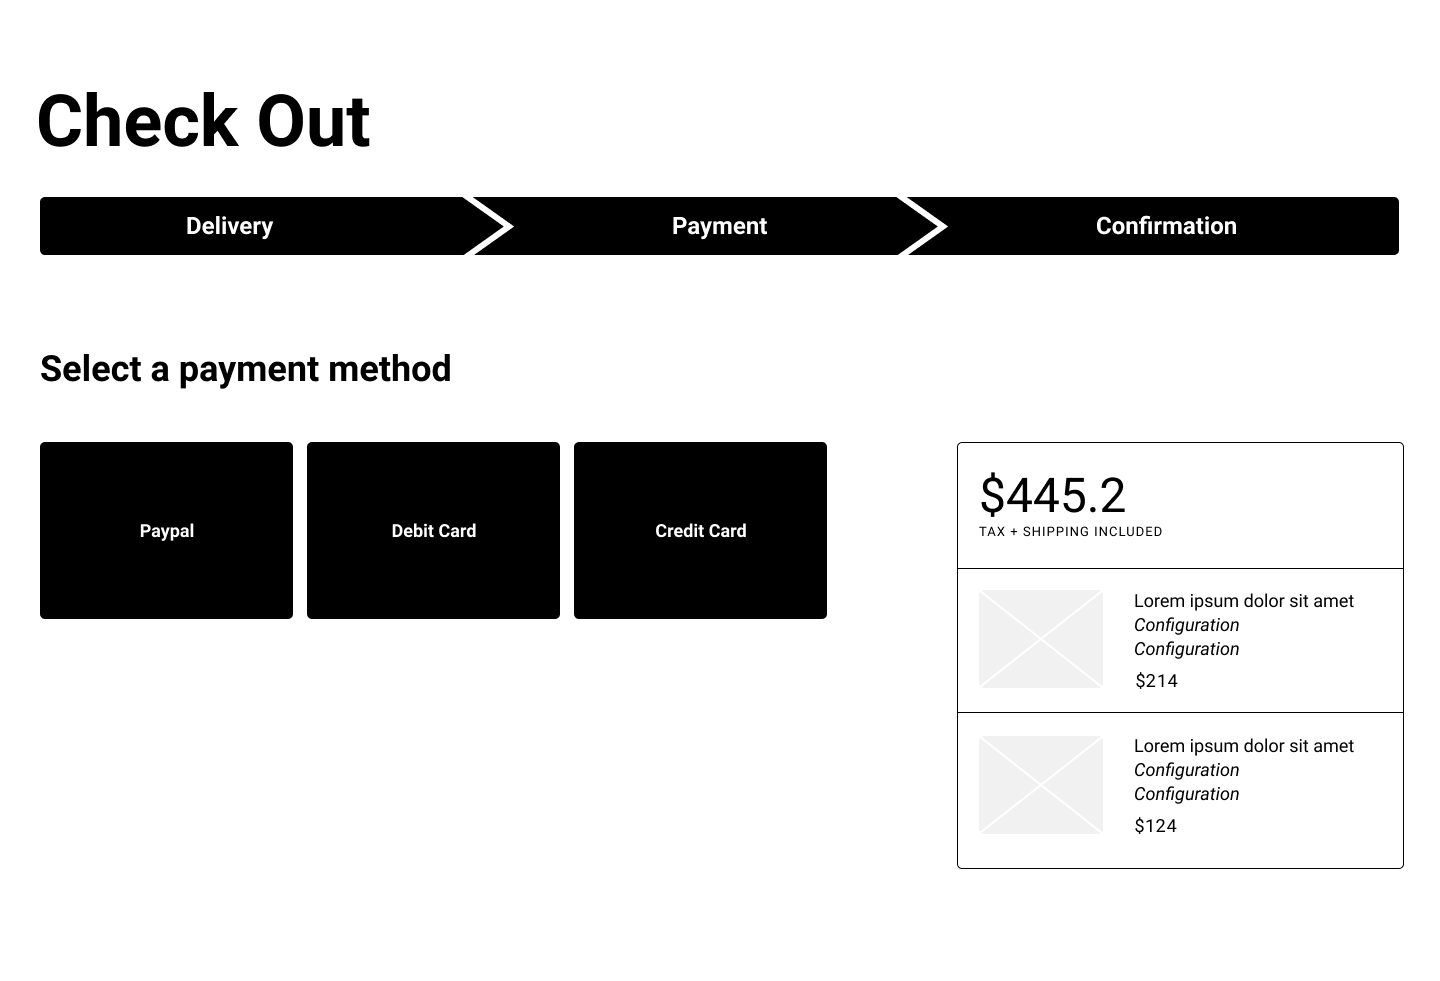 Check Out
Delivery
Payment
Confirmation
Select a payment method
Paypal
Debit Card
Credit Card
$445.2
TAX + SHIPPING INCLUDED
Lorem ipsum dolor sit amet
Configuration
Configuration
$214
Lorem ipsum dolor sit amet
Configuration
Configuration
$124